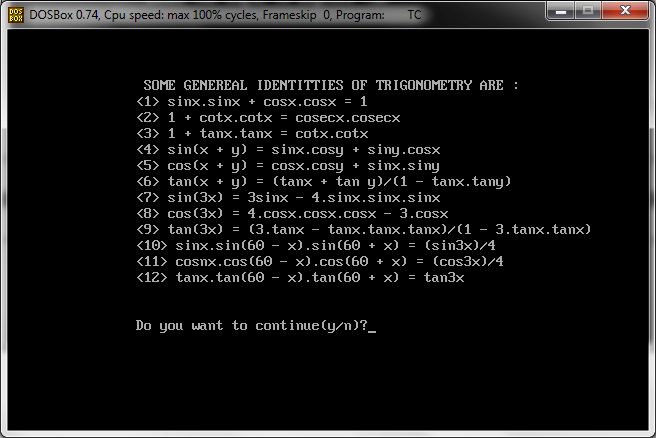 DOSBox 0.74, Cpu speed: max 100% cycles, Frameskip 0, Program: TC
SOME GENEREAL IDENTITTIES OF TRIGONOMETRY ARE :
<1> sinx.sinx + cosx.cosx = 1
<2> 1 + cotx.cotx = cosecx.cosecx
<3> 1 + tanx.tanx = cotx.cotx
<4> sin(x + y) = sinx.cosy + siny.cosx
<5> cos(x + y) = cosx.cosy + sinx.siny
<6> tan(x + y) = (tanx + tan y)/(1 - tanx.tany)
<7> sin(3x) = 3sinx - 4.sinx.sinx.sinx
<8> cos(3x) = 4.cosx.cosx.cosx - 3.cosx
<9> tan(3x) = (3.tanx - tanx.tanx.tanx)/(1 - 3.tanx.tanx)
<10> sinx.sin(60 - x).sin(60 + x) = (sin3x)/4
<11> cosnx.cos(60 - x).cos(60 + x) = (cos3x)/4
<12> tanx.tan(60 - x).tan(60 + x) = tan3x
Do you want to continue(y/n)?_